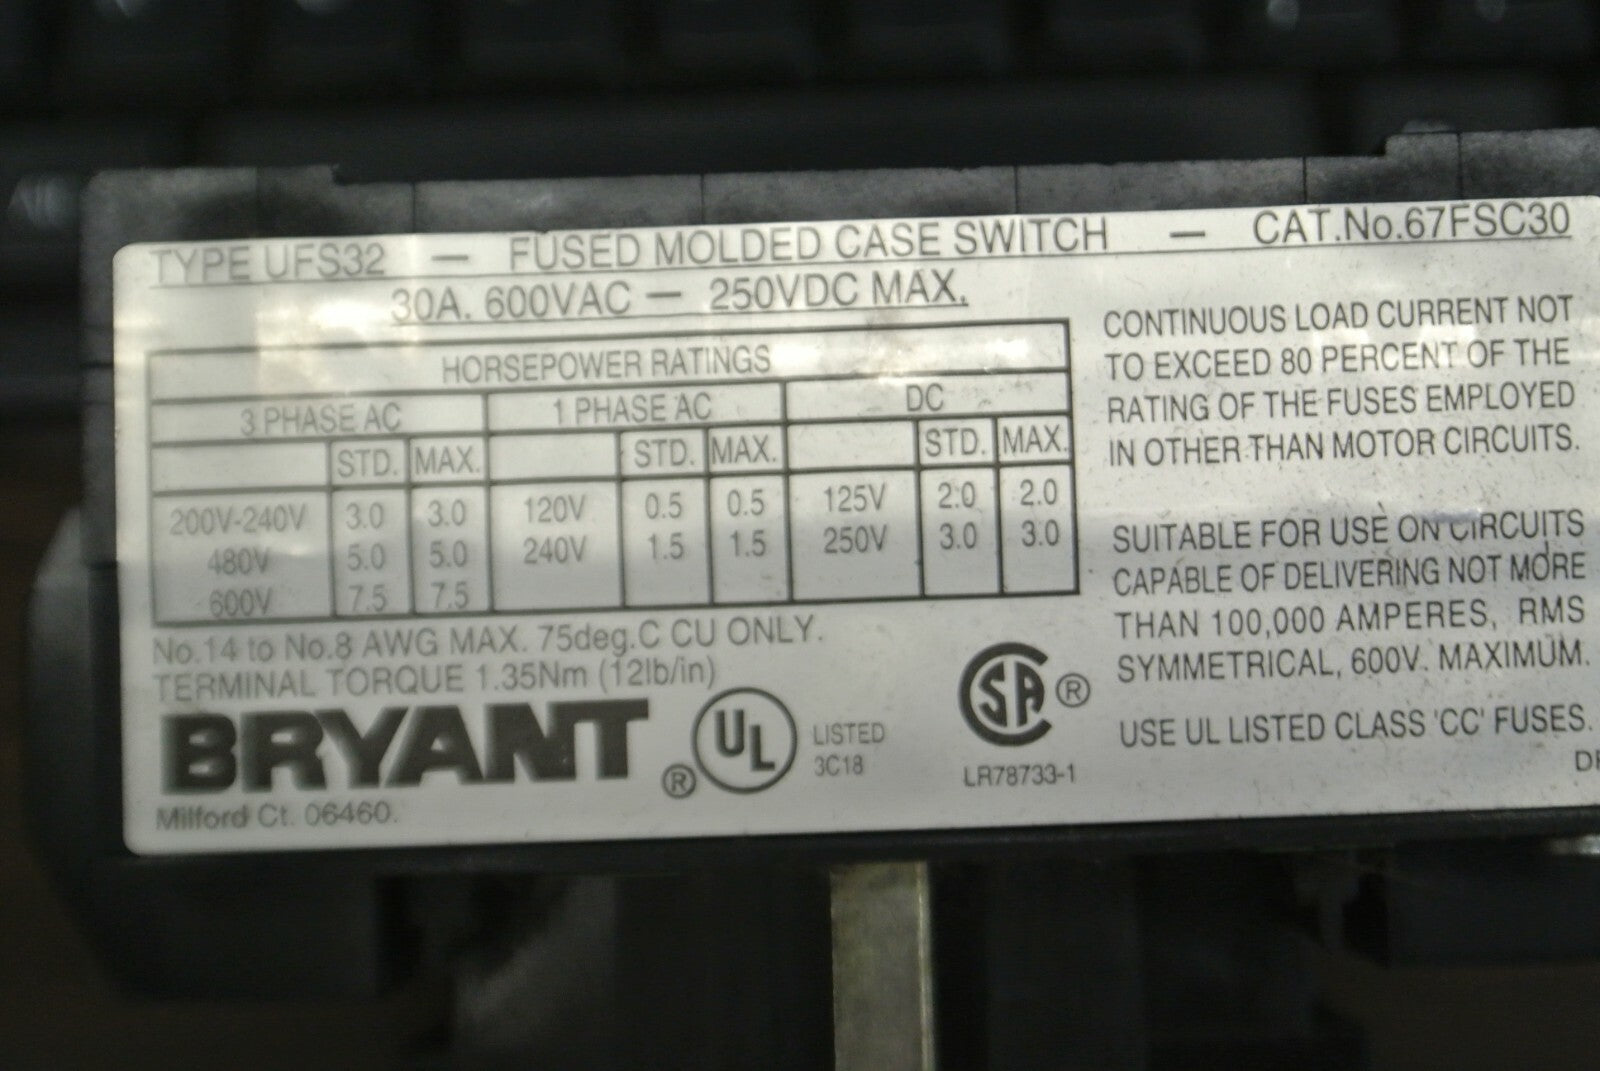 TYPE UFS32 — FUSED MOLDED CASE SWITCH — CAT.No.67FSC30
30A. 600VAC — 250VDC MAX.
HORSEPOWER RATINGS
3 PHASE AC 1 PHASE AC DC
STD. MAX. STD. MAX. STD. MAX.
200V-240V 3.0 3.0 120V 0.5 0.5 125V 2.0 2.0
480V 5.0 5.0 240V 1.5 1.5 250V 3.0 3.0
600V 7.5 7.5
No.14 to No.8 AWG MAX. 75deg.C CU ONLY.
TERMINAL TORQUE 1.35Nm (12lb/in)
BRYANT ®
Milford Ct. 06460.
UL
LISTED
3C18
SA ®
LR78733-1
CONTINUOUS LOAD CURRENT NOT
TO EXCEED 80 PERCENT OF THE
RATING OF THE FUSES EMPLOYED
IN OTHER THAN MOTOR CIRCUITS.
SUITABLE FOR USE ON CIRCUITS
CAPABLE OF DELIVERING NOT MORE
THAN 100,000 AMPERES, RMS
SYMMETRICAL, 600V. MAXIMUM.
USE UL LISTED CLASS 'CC' FUSES.